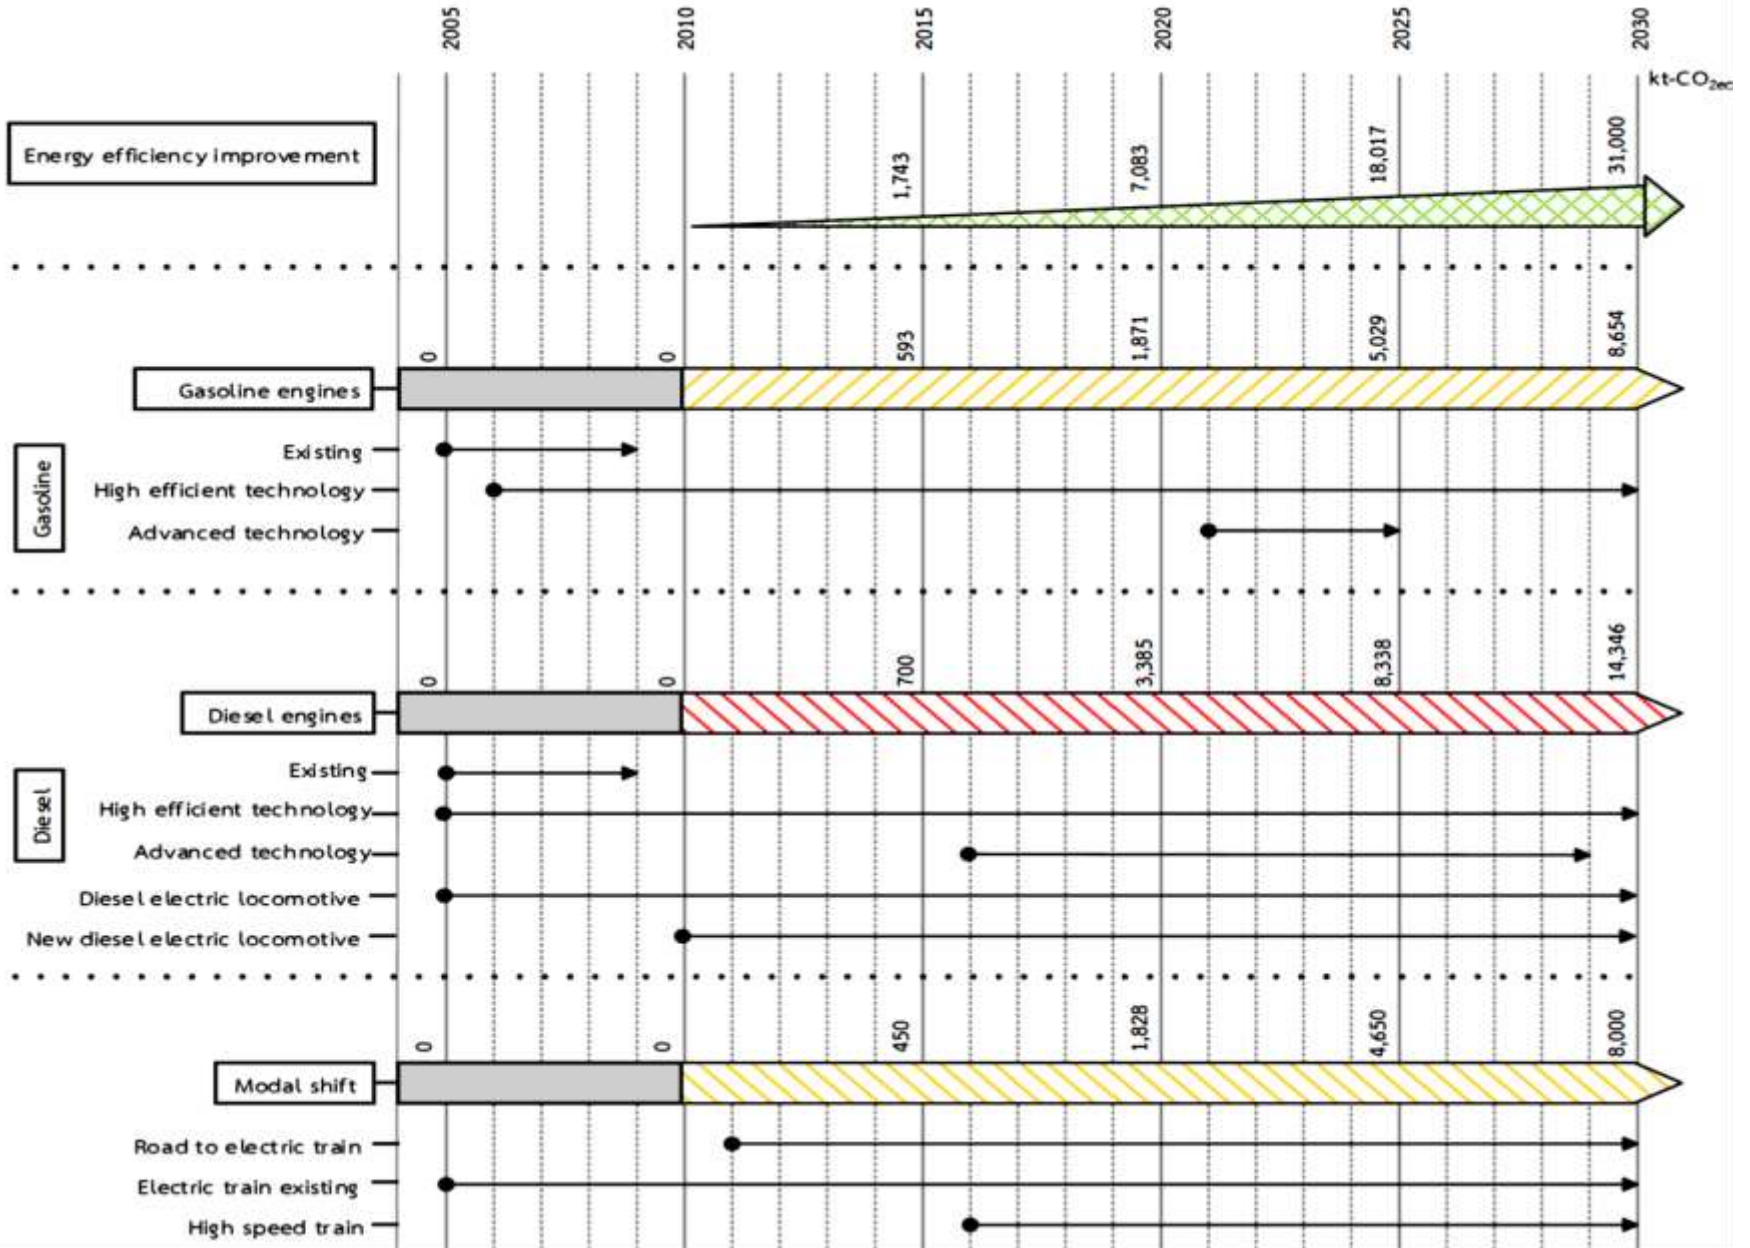 2005 2010 2015 2020 2025 2030
kt-CO2ec
Energy efficiency improvement
1,743 7,083 18,017 31,000
0 0 593 1,871 5,029 8,654
Gasoline engines
Gasoline
Existing
High efficient technology
Advanced technology
0 0 700 3,385 8,338 14,346
Diesel engines
Diesel
Existing
High efficient technology
Advanced technology
Diesel electric locomotive
New diesel electric locomotive
0 0 450 1,828 4,650 8,000
Modal shift
Road to electric train
Electric train existing
High speed train